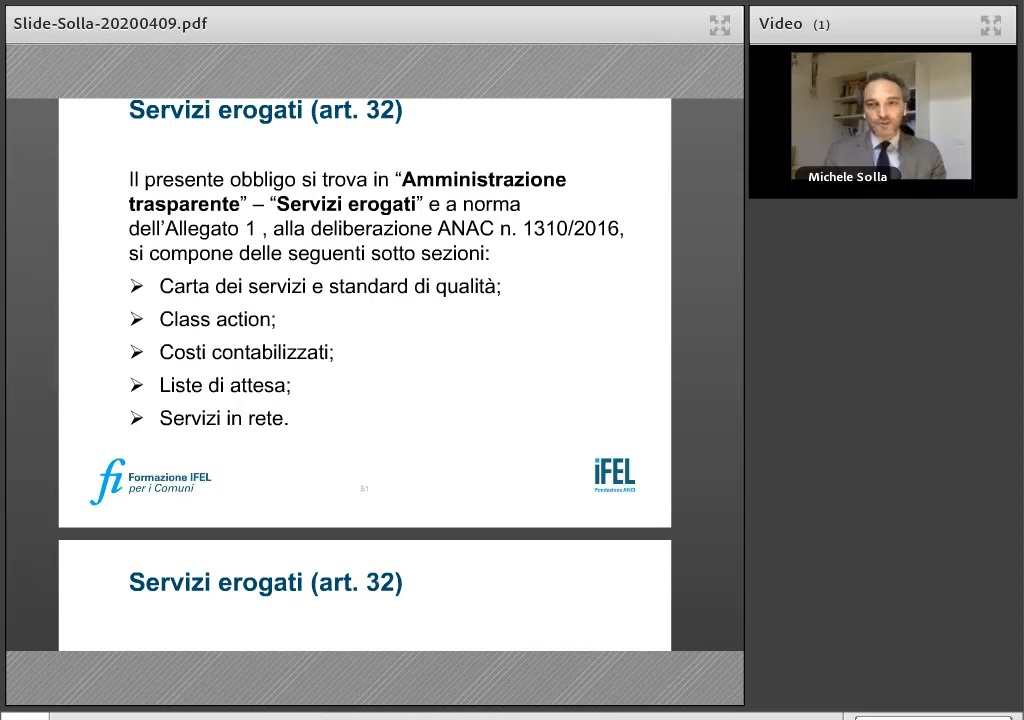 Slide-Solla-20200409.pdf
Video (1)
Servizi erogati (art. 32)
Michele Solla
Il presente obbligo si trova in “Amministrazione
trasparente” – “Servizi erogati” e a norma
dell’Allegato 1 , alla deliberazione ANAC n. 1310/2016,
si compone delle seguenti sotto sezioni:
➢ Carta dei servizi e standard di qualità;
➢ Class action;
➢ Costi contabilizzati;
➢ Liste di attesa;
➢ Servizi in rete.
fi Formazione IFEL
per i Comuni
51
iFEL
Fondazione ANCI
Servizi erogati (art. 32)